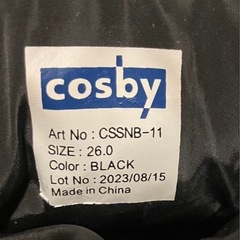 cosby
Art No : CSSNB-11
SIZE : 26.0
Color : BLACK
Lot No : 2023/08/15
Made in China